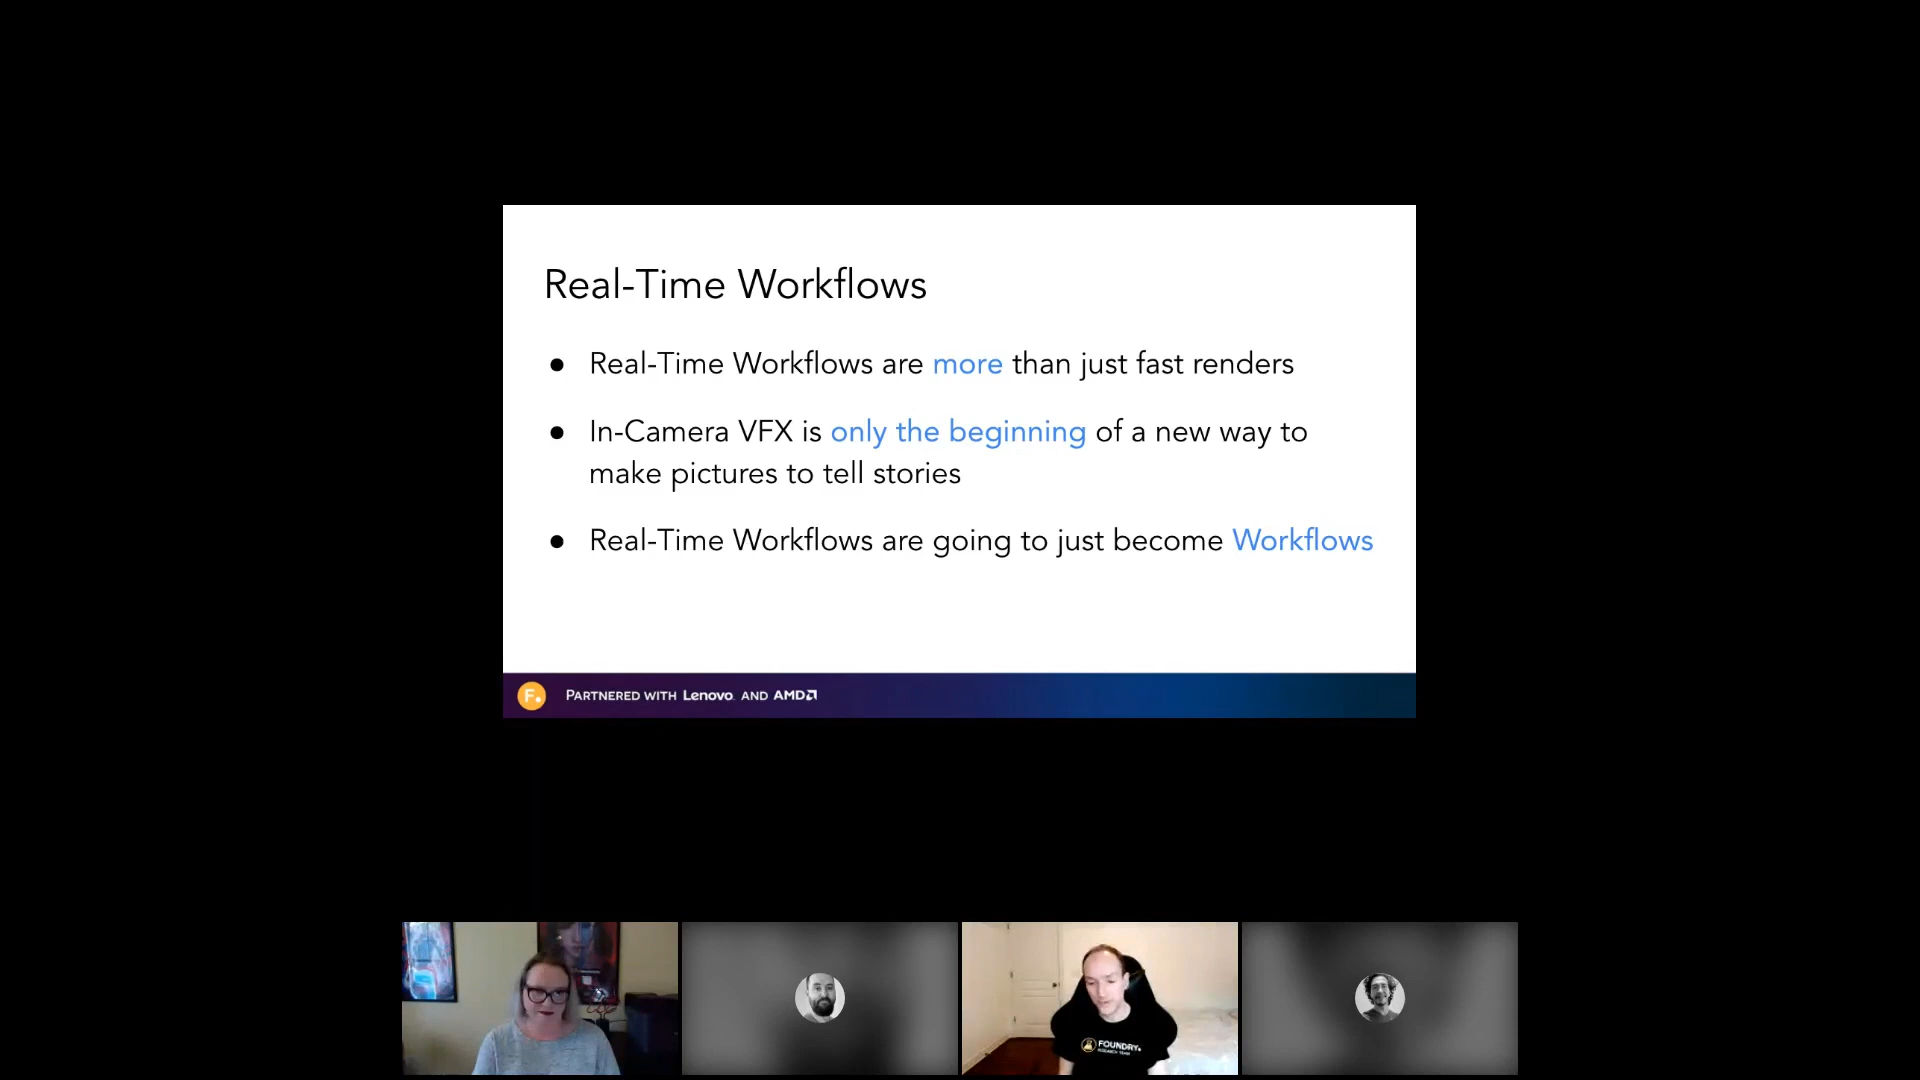 Real-Time Workflows
● Real-Time Workflows are more than just fast renders
● In-Camera VFX is only the beginning of a new way to
make pictures to tell stories
● Real-Time Workflows are going to just become Workflows
F. PARTNERED WITH Lenovo. AND AMD
FOUNDRY.
RESEARCH TEAM